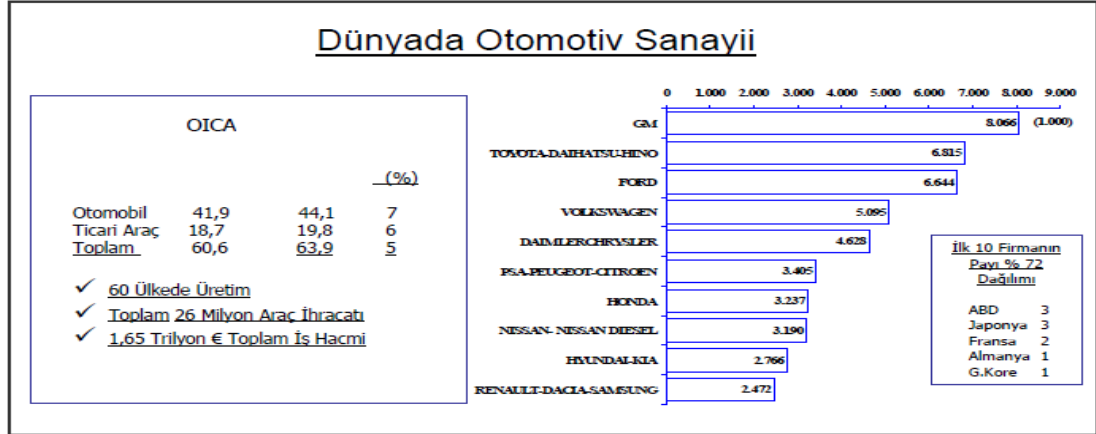 Dünyada Otomotiv Sanayii
OICA
(%)
Otomobil 41,9 44,1 7
Ticari Araç 18,7 19,8 6
Toplam 60,6 63,9 5
✓ 60 Ülkede Üretim
✓ Toplam 26 Milyon Araç İhracatı
✓ 1,65 Trilyon € Toplam İş Hacmi
0 1.000 2.000 3.000 4.000 5.000 6.000 7.000 8.000 9.000
GM 8.066 (1.000)
TOYOTA-DAIHATSU-HINO 6.815
FORD 6.644
VOLKSWAGEN 5.095
DAIMLERCHRYSLER 4.628
PSA-PEUGEOT-CITROEN 3.405
HONDA 3.237
NISSAN- NISSAN DIESEL 3.190
HYUNDAI-KIA 2.766
RENAULT-DACIA-SAMSUNG 2.472
İlk 10 Firmanın
Payı % 72
Dağılımı
ABD 3
Japonya 3
Fransa 2
Almanya 1
G.Kore 1